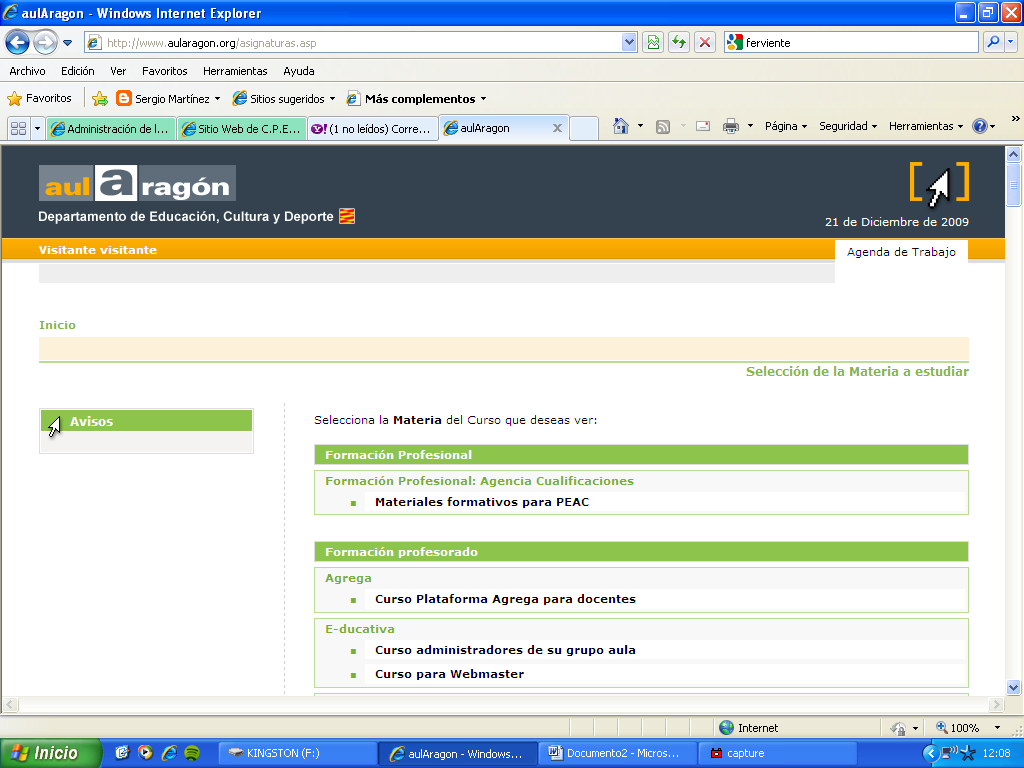 aulAragon - Windows Internet Explorer
http://www.aularagon.org/asignaturas.asp
ferviente
Archivo Edición Ver Favoritos Herramientas Ayuda
Favoritos Sergio Martínez Sitios sugeridos Más complementos
Administración de l... Sitio Web de C.P.E... (1 no leídos) Corre... aulAragon Página Seguridad Herramientas
aularagón
Departamento de Educación, Cultura y Deporte
21 de Diciembre de 2009
Visitante visitante
Agenda de Trabajo
Inicio
Selección de la Materia a estudiar
Avisos
Selecciona la Materia del Curso que deseas ver:
Formación Profesional
Formación Profesional: Agencia Cualificaciones
Materiales formativos para PEAC
Formación profesorado
Agrega
Curso Plataforma Agrega para docentes
E-ducativa
Curso administradores de su grupo aula
Curso para Webmaster
Internet 100%
Inicio KINGSTON (F:) aulAragon - Windows... Documento2 - Micros... capture 12:08